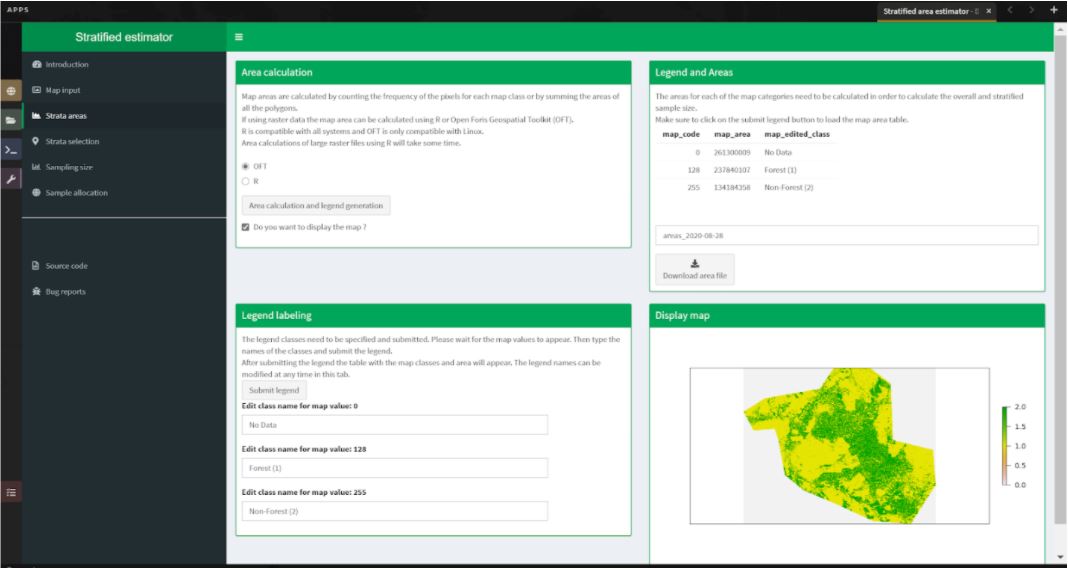 APPS
Stratified area estimator - 
Stratified estimator
Introduction
Map input
Strata areas
Strata selection
Sampling size
Sample allocation
Source code
Bug reports
Area calculation
Map areas are calculated by counting the frequency of the pixels for each map class or by summing the areas of
all the polygons.
If using raster data the map area can be calculated using R or Open Foris Geospatial Toolkit (OFT).
R is compatible with all systems and OFT is only compatible with Linux.
Area calculations of large raster files using R will take some time.
OFT
R
Area calculation and legend generation
Do you want to display the map ?
Legend and Areas
The areas for each of the map categories need to be calculated in order to calculate the overall and stratified
sample size.
Make sure to click on the submit legend button to load the map area table.
map_code map_area map_edited_class
0 261300009 No Data
128 237840107 Forest (1)
255 134184358 Non-Forest (2)
areas_2020-08-28
Download area file
Legend labeling
The legend classes need to be specified and submitted. Please wait for the map values to appear. Then type the
names of the classes and submit the legend.
After submitting the legend the table with the map classes and area will appear. The legend names can be
modified at any time in this tab.
Submit legend
Edit class name for map value: 0
No Data
Edit class name for map value: 128
Forest (1)
Edit class name for map value: 255
Non-Forest (2)
Display map
2.0
1.5
1.0
0.5
0.0